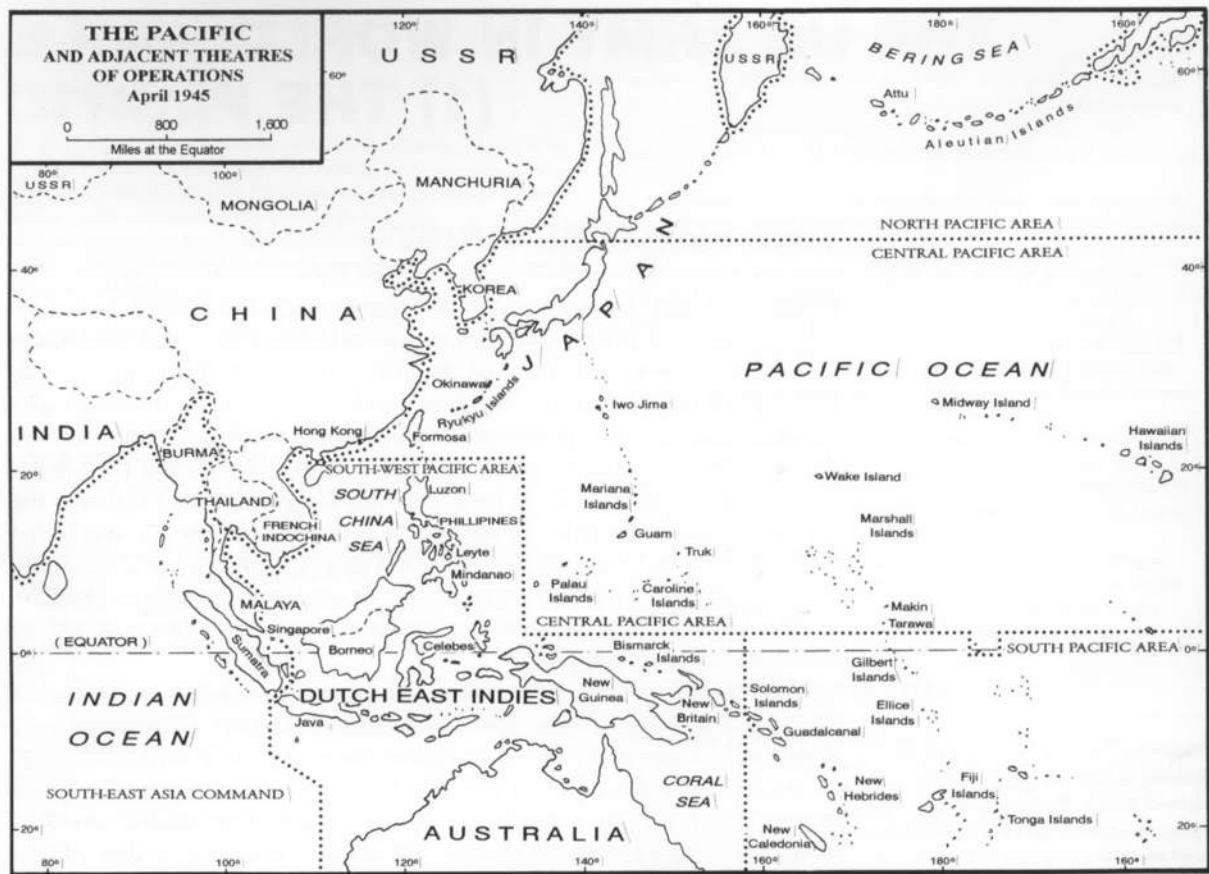 THE PACIFIC
AND ADJACENT THEATRES
OF OPERATIONS
April 1945
0 800 1,600
Miles at the Equator
120°
140°
160°
180°
160°
USSR
60°
USSR
BERING SEA
60°
Attu
Aleutian Islands
80°
100°
USSR
MONGOLIA
MANCHURIA
NORTH PACIFIC AREA
CENTRAL PACIFIC AREA
40°
40°
KOREA
CHINA
JAPAN
PACIFIC OCEAN
Okinawa
Ryukyu Islands
Iwo Jima
Midway Island
INDIA
Hong Kong
Formosa
Hawaiian
Islands
BURMA
20°
SOUTH-WEST PACIFIC AREA
20°
Wake Island
THAILAND
SOUTH
CHINA
SEA
Luzon
Mariana
Islands
FRENCH
INDOCHINA
PHILLIPINES
Marshall
Islands
Guam
Leyte
Truk
Mindanao
Palau
Islands
Caroline
Islands
MALAYA
Makin
Tarawa
Singapore
CENTRAL PACIFIC AREA
(EQUATOR)
0°
Sumatra
Borneo
Celebes
Bismarck
Islands
SOUTH PACIFIC AREA
0°
Gilbert
Islands
INDIAN
OCEAN
DUTCH EAST INDIES
New
Guinea
New
Britain
Solomon
Islands
Ellice
Islands
Java
Guadalcanal
SOUTH-EAST ASIA COMMAND
CORAL
SEA
New
Hebrides
Fiji
Islands
Tonga Islands
20°
AUSTRALIA
New
Caledonia
20°
80°
100°
120°
140°
160°
180°
160°